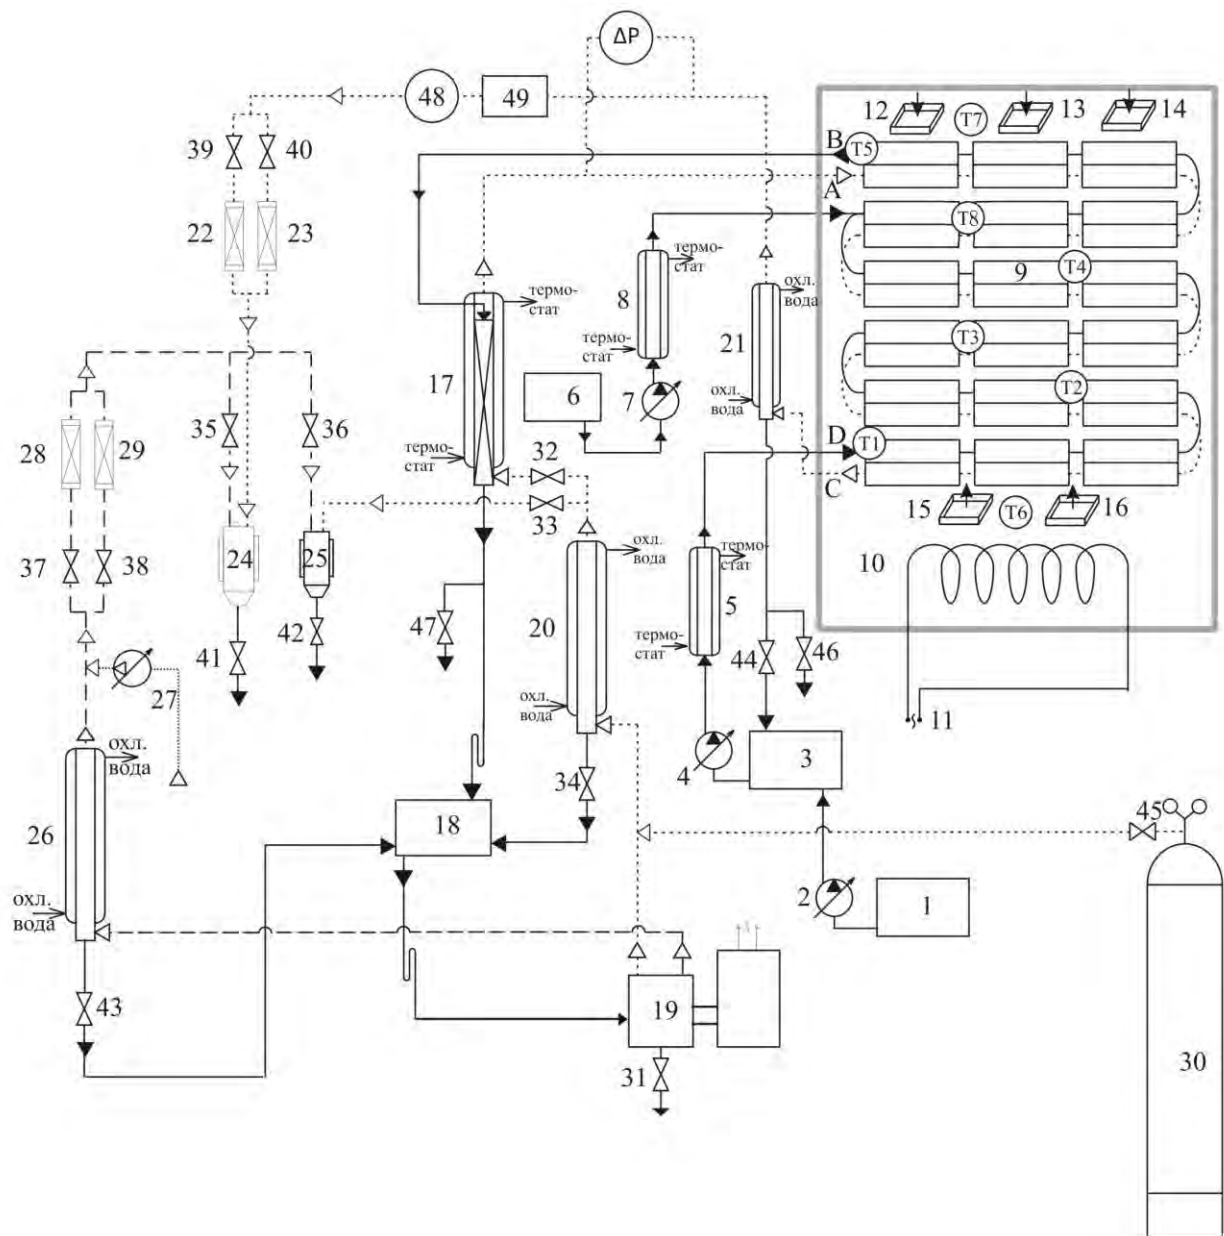 ΔP
48
49
12
T7
13
14
39
40
B
T5
A
22
23
T8
термо-
стат
8
9
T4
термо-
стат
охл.
вода
21
17
термо-
стат
T3
6
7
35
36
охл.
вода
T2
28
29
D
T1
термо-
стат
32
C
33
15
T6
16
37
38
24
25
охл.
вода
термо-
стат
10
5
20
47
42
термо-
стат
44
46
41
27
охл.
вода
11
охл.
вода
4
3
34
26
18
45
2
1
охл.
вода
43
19
31
30